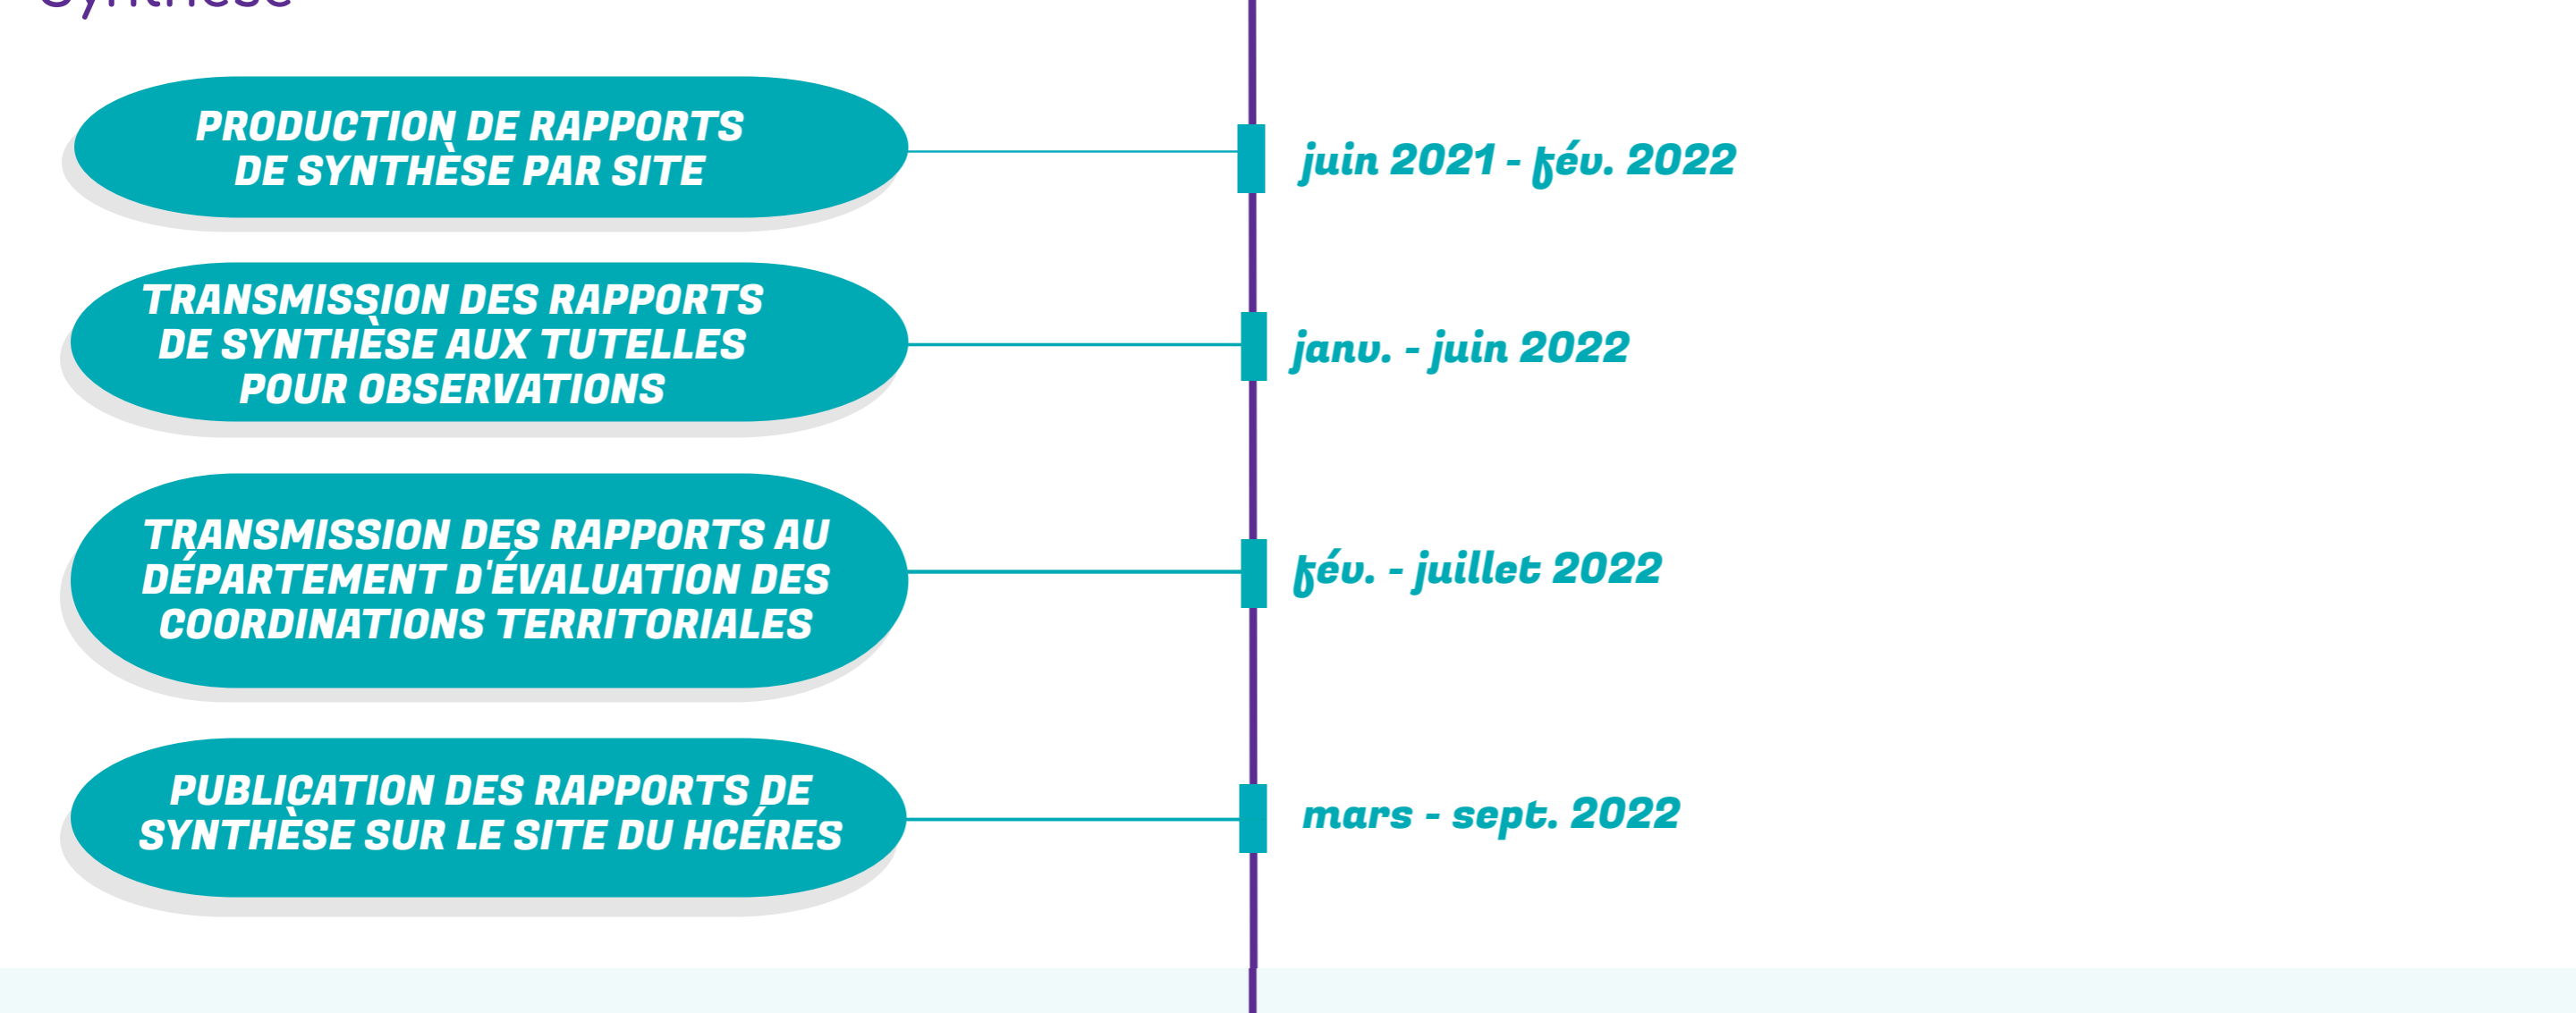 Synthèse
PRODUCTION DE RAPPORTS
DE SYNTHÈSE PAR SITE
juin 2021 - fév. 2022
TRANSMISSION DES RAPPORTS
DE SYNTHÈSE AUX TUTELLES
POUR OBSERVATIONS
janv. - juin 2022
TRANSMISSION DES RAPPORTS AU
DÉPARTEMENT D'ÉVALUATION DES
COORDINATIONS TERRITORIALES
fév. - juillet 2022
PUBLICATION DES RAPPORTS DE
SYNTHÈSE SUR LE SITE DU HCÉRES
mars - sept. 2022